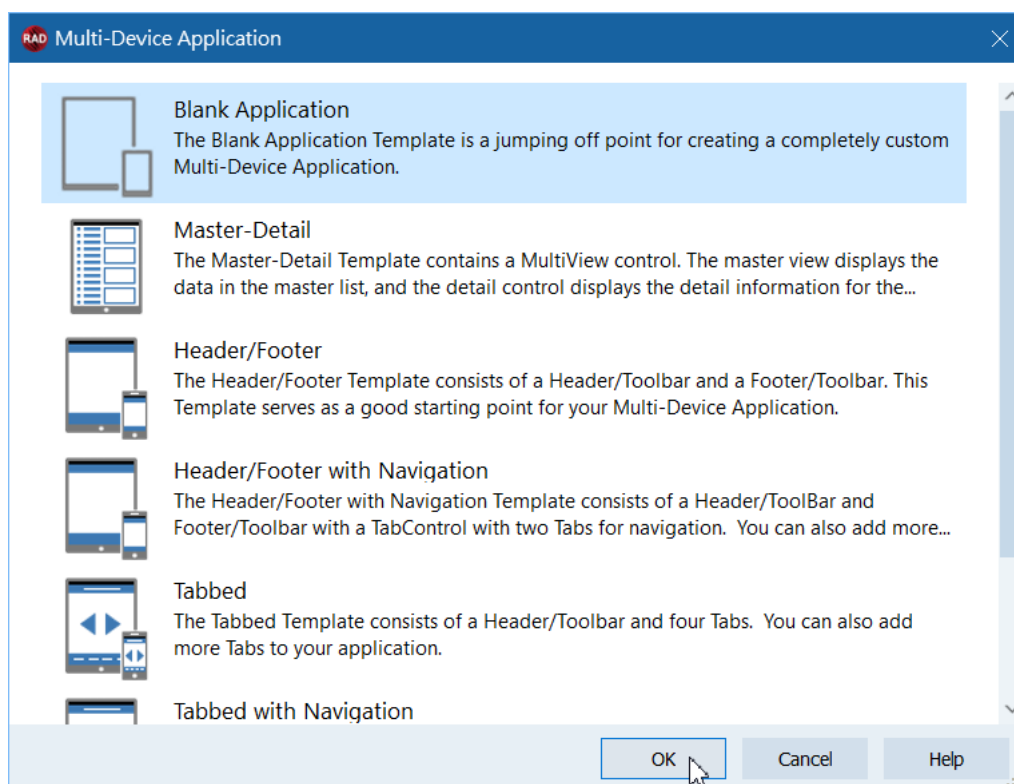 RAD Multi-Device Application
Blank Application
The Blank Application Template is a jumping off point for creating a completely custom
Multi-Device Application.
Master-Detail
The Master-Detail Template contains a MultiView control. The master view displays the
data in the master list, and the detail control displays the detail information for the...
Header/Footer
The Header/Footer Template consists of a Header/Toolbar and a Footer/Toolbar. This
Template serves as a good starting point for your Multi-Device Application.
Header/Footer with Navigation
The Header/Footer with Navigation Template consists of a Header/ToolBar and
Footer/Toolbar with a TabControl with two Tabs for navigation.  You can also add more...
Tabbed
The Tabbed Template consists of a Header/Toolbar and four Tabs.  You can also add
more Tabs to your application.
Tabbed with Navigation
OK Cancel Help